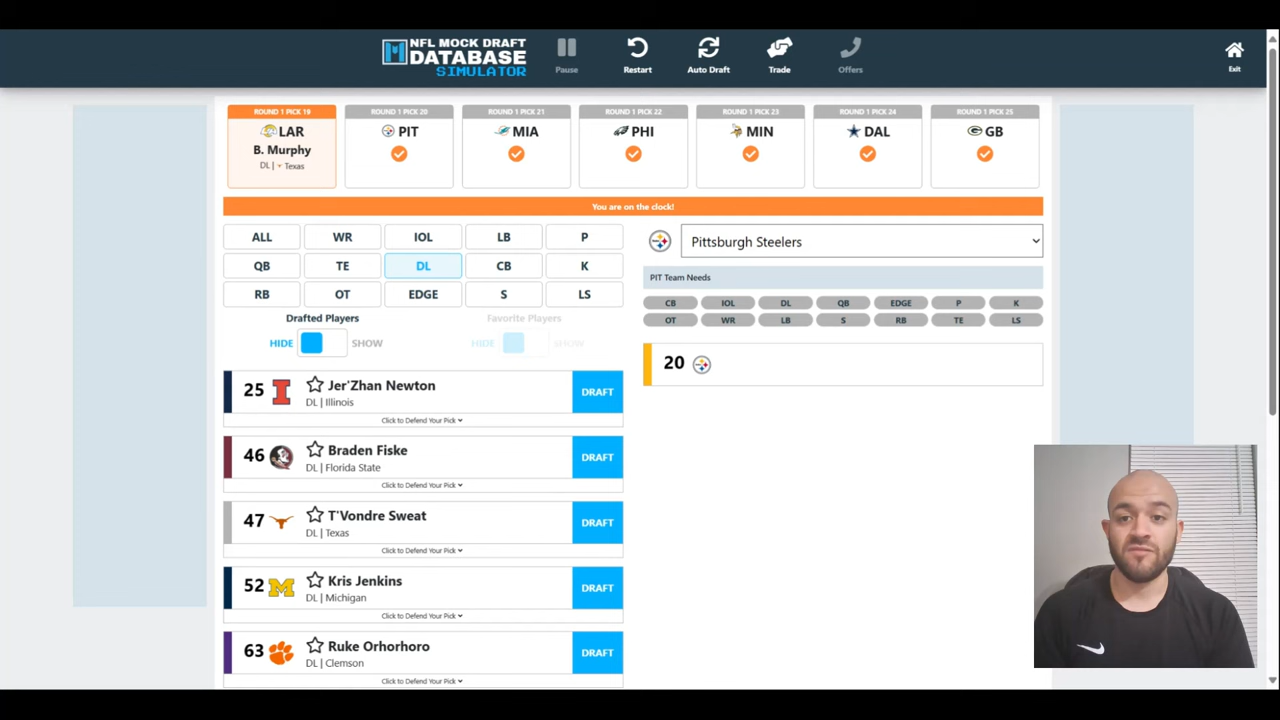 NFL MOCK DRAFT
DATABASE
SIMULATOR
Pause
Restart
Auto Draft
Trade
Offers
Exit
ROUND 1 PICK 19
LAR
B. Murphy
DL | Texas
ROUND 1 PICK 20
PIT
ROUND 1 PICK 21
MIA
ROUND 1 PICK 22
PHI
ROUND 1 PICK 23
MIN
ROUND 1 PICK 24
DAL
ROUND 1 PICK 25
GB
You are on the clock!
ALL WR IOL LB P
QB TE DL CB K
RB OT EDGE S LS
Drafted Players
HIDE SHOW
Favorite Players
HIDE SHOW
Pittsburgh Steelers
PIT Team Needs
CB IOL DL QB EDGE P K
OT WR LB S RB TE LS
20
25 Jer'Zhan Newton
DL | Illinois
DRAFT
Click to Defend Your Pick
46 Braden Fiske
DL | Florida State
DRAFT
Click to Defend Your Pick
47 T'Vondre Sweat
DL | Texas
DRAFT
Click to Defend Your Pick
52 Kris Jenkins
DL | Michigan
DRAFT
Click to Defend Your Pick
63 Ruke Orhorhoro
DL | Clemson
DRAFT
Click to Defend Your Pick